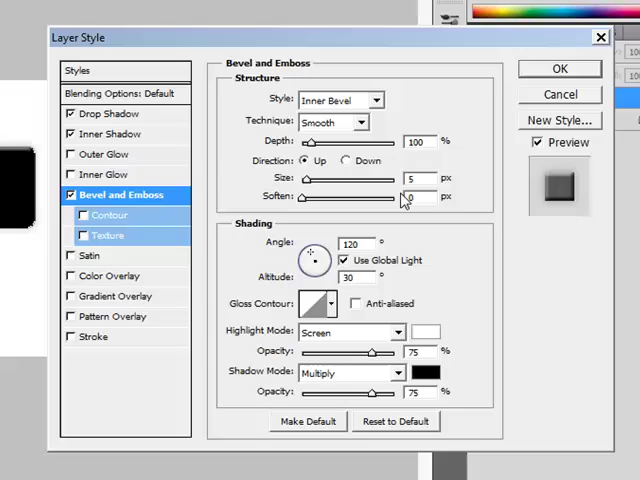 Layer Style
Styles
Blending Options: Default
Drop Shadow
Inner Shadow
Outer Glow
Inner Glow
Bevel and Emboss
Contour
Texture
Satin
Color Overlay
Gradient Overlay
Pattern Overlay
Stroke
Bevel and Emboss
Structure
Style: Inner Bevel
Technique: Smooth
Depth: 100 %
Direction: Up Down
Size: 5 px
Soften: 0 px
Shading
Angle: 120 °
Use Global Light
Altitude: 30 °
Gloss Contour: Anti-aliased
Highlight Mode: Screen
Opacity: 75 %
Shadow Mode: Multiply
Opacity: 75 %
Make Default Reset to Default
OK
Cancel
New Style...
Preview